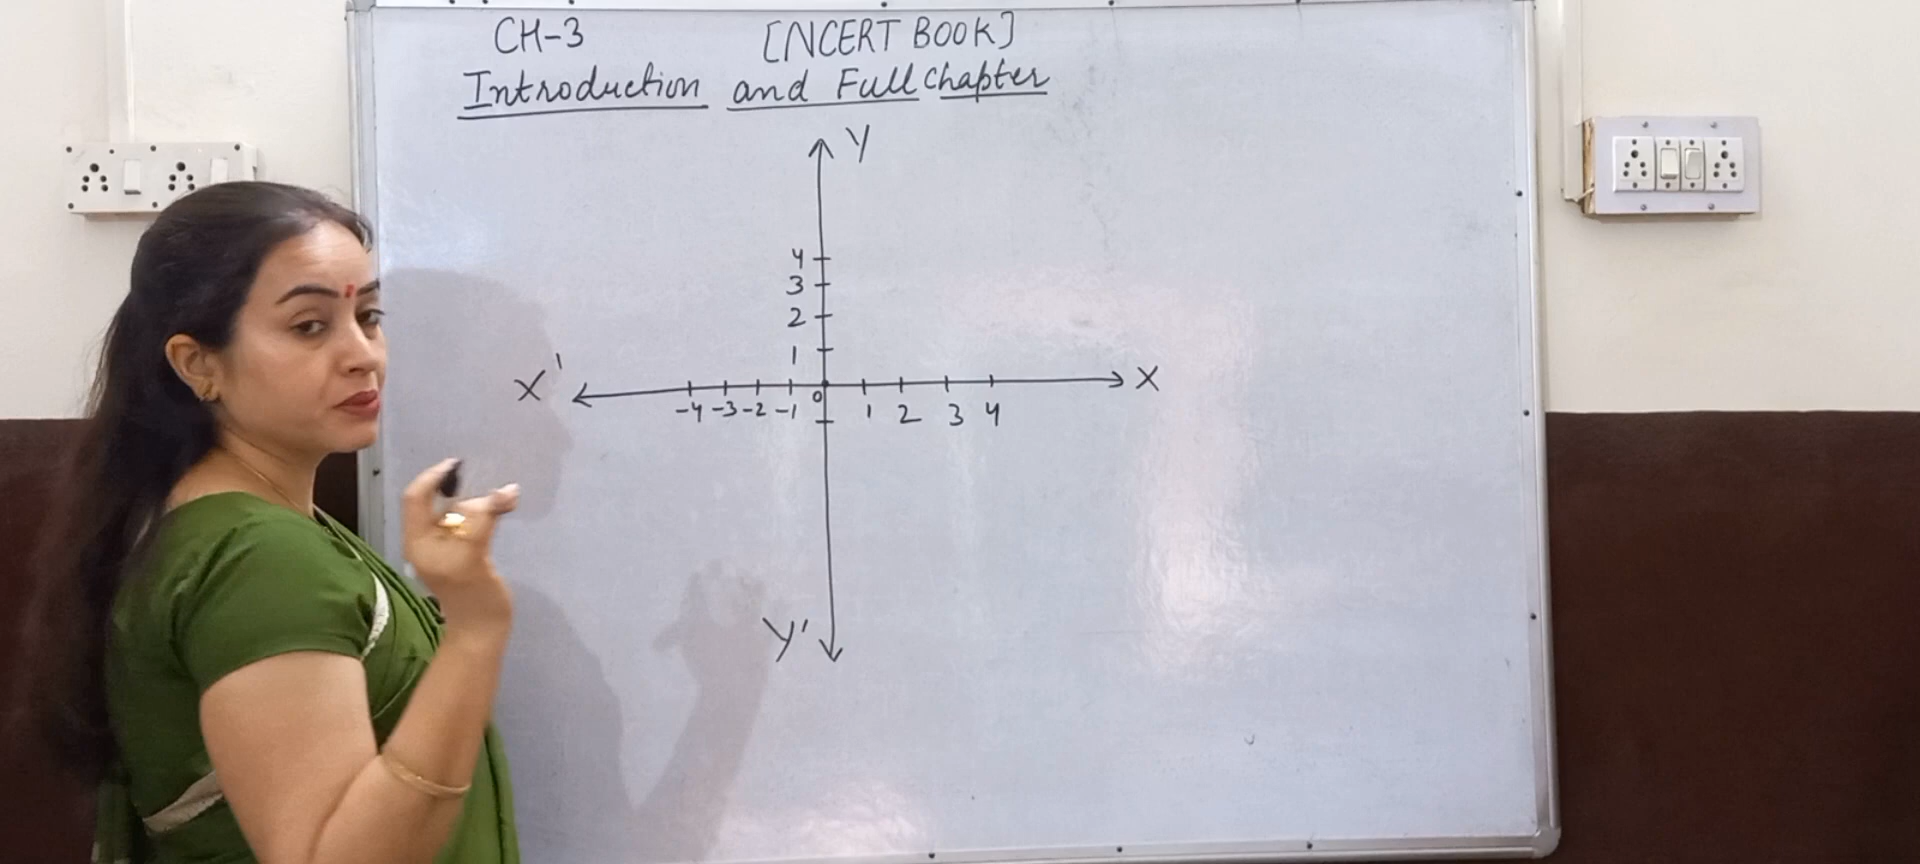 CH-3 [NCERT BOOK]
Introduction and Full Chapter
Y
4
3
2
1
X' X
-4 -3 -2 -1 0 1 2 3 4
Y'